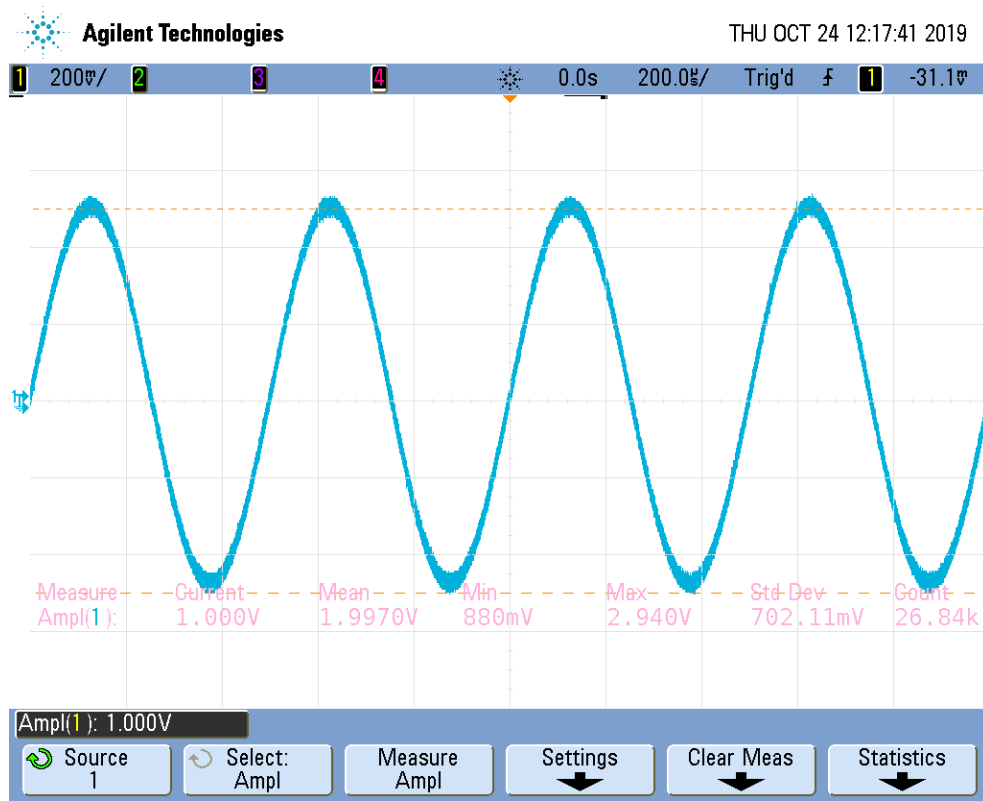 Agilent Technologies THU OCT 24 12:17:41 2019
1 200mV/ 2 3 4 0.0s 200.0us/ Trig'd 1 -31.1mV
Measure Current Mean Min Max Std Dev Count
Ampl(1): 1.000V 1.9970V 880mV 2.940V 702.11mV 26.84k
Ampl(1): 1.000V
Source Select: Measure Settings Clear Meas Statistics
1 Ampl Ampl